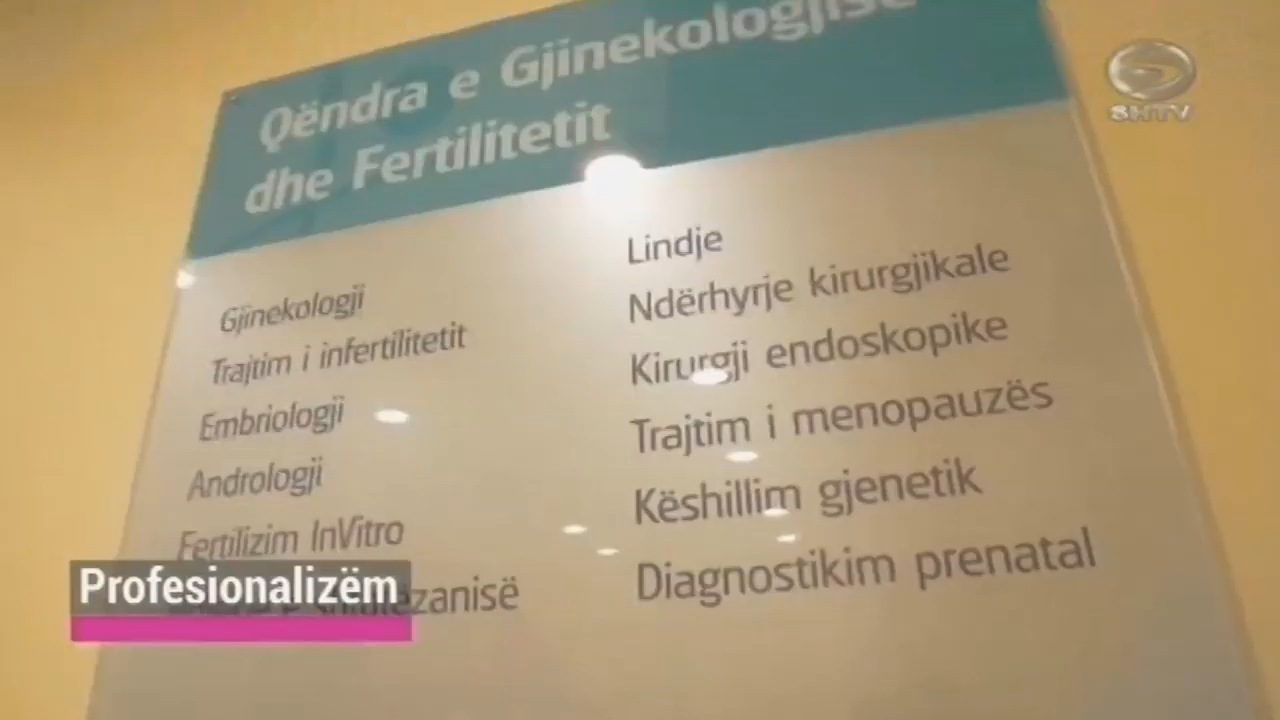 Qëndra e Gjinekologjisë
dhe Fertilitetit
SHTV
Gjinekologji
Trajtim i infertilitetit
Embriologji
Andrologji
Fertilizim InVitro
Lindje
Ndërhyrje kirurgjikale
Kirurgji endoskopike
Trajtim i menopauzës
Këshillim gjenetik
Diagnostikim prenatal
Profesionalizëm